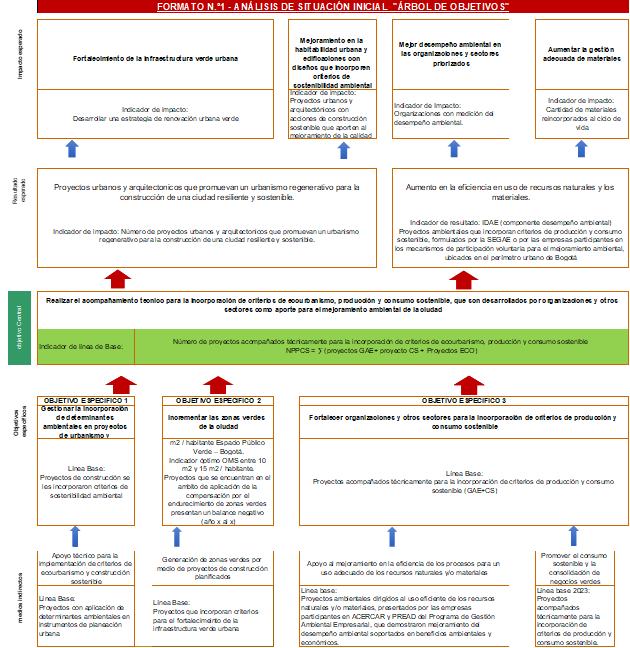 FORMATO N.°1 - ANÁLISIS DE SITUACIÓN INICIAL "ÁRBOL DE OBJETIVOS"
Impacto esperado
Fortalecimiento de la infraestructura verde urbana
Indicador de impacto:
Desarrollar una estrategia de renovación urbana verde
Mejoramiento en la
habitabilidad urbana y
edificaciones con
diseños que incorporen
criterios de
sostenibilidad ambiental
Indicador de impacto:
Proyectos urbanos y
arquitectónicos con
acciones de construcción
sostenible que aporten al
mejoramiento de la calidad
Mejor desempeño ambiental en
las organizaciones y sectores
priorizados
Indicador de Impacto:
Organizaciones con medición del
desempeño ambiental.
Aumentar la gestión
adecuada de materiales
Indicador de impacto:
Cantidad de materiales
reincorporados al ciclo de
vida
Resultado
esperado
Proyectos urbanos y arquitectonicos que promuevan un urbanismo regenerativo para la
construcción de una ciudad resiliente y sostenible.
Indicador de impacto: Número de proyectos urbanos y arquitectonicos que promuevan un urbanismo
regenerativo para la construcción de una ciudad resiliente y sostenible.
Aumento en la eficiencia en uso de recursos naturales y los
materiales.
Indicador de resultado: IDAE (componente desempeño ambiental)
Proyectos ambientales que incorporan criterios de producción y consumo
sostenible, formulados por la SEGAE o por las empresas participantes en
los mecanismos de participación voluntaria para el mejoramiento ambiental,
ubicados en el perímetro urbano de Bogotá
objetivo Central
Realizar el acompañamiento técnico para la incorporación de criterios de ecourbanismo, producción y consumo sostenible, que son desarrollados por organizaciones y otros
sectores como aporte para el mejoramiento ambiental de la ciudad
Indicador de línea de Base:
Número de proyectos acompañados técnicamente para la incorporación de criterios de ecourbanismo, producción y consumo sostenible
NPPCS = ∑ (proyectos GAE+ proyecto CS + Proyectos ECO)
Objetivos
específicos
OBJETIVO ESPECIFICO 1
Gestionar la incorporación
de determinantes
ambientales en proyectos
de urbanismo y
Línea Base:
Proyectos de construcción se
les incorporaron criterios de
sostenibilidad ambiental
OBJETIVO ESPECIFICO 2
Incrementar las zonas verdes
de la ciudad
m2 / habitante Espacio Público
Verde – Bogotá.
Indicador óptimo OMS entre 10
m2 y 15 m2 / habitante.
Proyectos que se encuentran en el
ambito de aplicación de la
compensación por el
endurecimiento de zonas verdes
presentan un balance negativo
(año x al x)
OBJETIVO ESPECIFICO 3
Fortalecer organizaciones y otros sectores para la incorporación de criterios de producción y
consumo sostenible
Línea Base:
Proyectos acompañados técnicamente para la incorporación de criterios de producción y consumo
sostenible (GAE+CS)
medios indirectos
Apoyo técnico para la
implementación de criterios de
ecourbanismo y construcción
sostenible
Línea Base:
Proyectos con aplicación de
determinantes ambientales en
instrumentos de planeación
urbana
Generación de zonas verdes por
medio de proyectos de construcción
planificados
Línea Base:
Proyectos que incorporan criterios
para el fortalecimiento de la
infraestructura verde urbana
Apoyo al mejoramiento en la eficiencia de los procesos para un
uso adecuado de los recursos naturales y/o materiales
Línea base:
Proyectos ambientales dirigidos al uso eficiente de los recursos
naturales y/o materiales, presentados por las empresas
participantes en ACERCAR y PREAD del Programa de Gestión
Ambiental Empresarial, que demostraron mejoramiento del
desempeño ambiental soportados en beneficios ambientales y
económicos.
Promover el consumo
sostenible y la
consolidación de
negocios verdes
Línea base 2023:
Proyectos
acompañados
técnicamente para la
incorporación de
criterios de producción y
consumo sostenible.